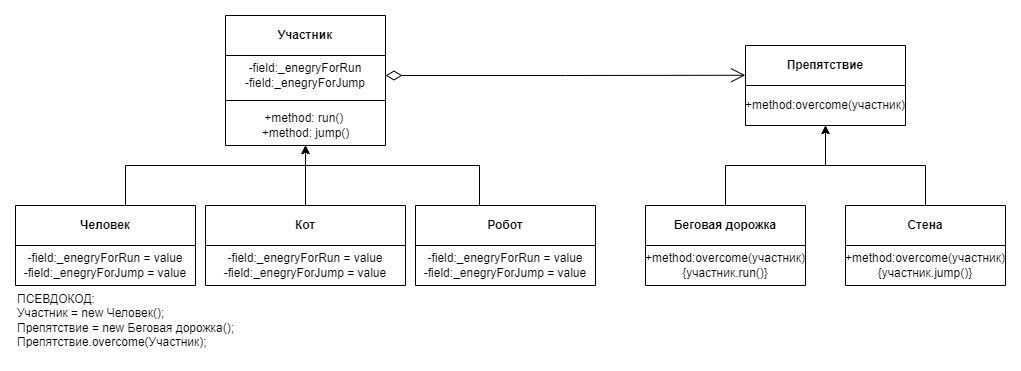 Участник
-field:_enegryForRun
-field:_enegryForJump
+method: run()
+method: jump()
Препятствие
+method:overcome(участник)
Человек
-field:_enegryForRun = value
-field:_enegryForJump = value
Кот
-field:_enegryForRun = value
-field:_enegryForJump = value
Робот
-field:_enegryForRun = value
-field:_enegryForJump = value
Беговая дорожка
+method:overcome(участник)
{участник.run()}
Стена
+method:overcome(участник)
{участник.jump()}
ПСЕВДОКОД:
Участник = new Человек();
Препятствие = new Беговая дорожка();
Препятствие.overcome(Участник);